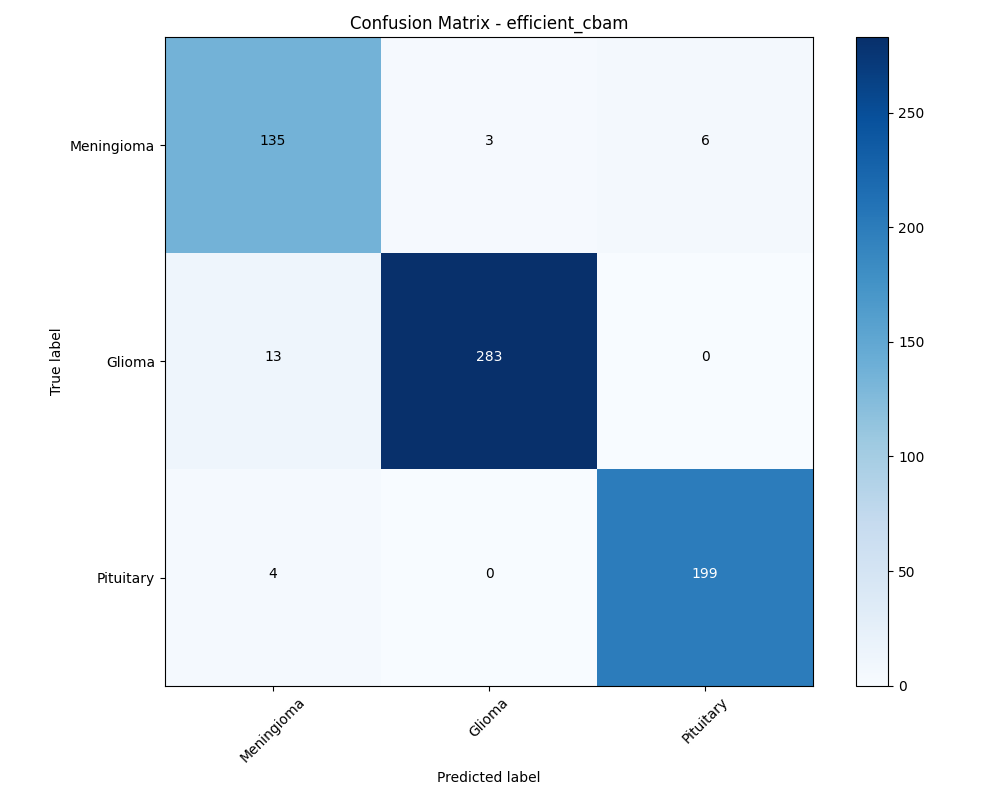 Confusion Matrix - efficient_cbam
True label
Meningioma
135
3
6
Glioma
13
283
0
Pituitary
4
0
199
Meningioma
Glioma
Pituitary
Predicted label
250
200
150
100
50
0